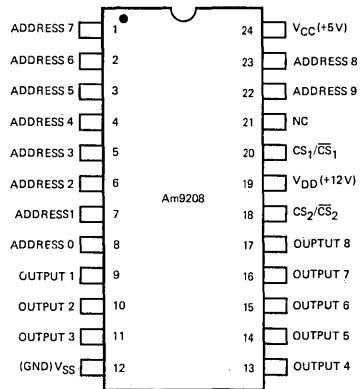 ADDRESS 7 1 24 VCC (+5V)
ADDRESS 6 2 23 ADDRESS 8
ADDRESS 5 3 22 ADDRESS 9
ADDRESS 4 4 21 NC
ADDRESS 3 5 20 CS1/C̅S̅1
ADDRESS 2 6 19 VDD (+12V)
Am9208
ADDRESS1 7 18 CS2/C̅S̅2
ADDRESS 0 8 17 OUPTUT 8
OUTPUT 1 9 16 OUTPUT 7
OUTPUT 2 10 15 OUTPUT 6
OUTPUT 3 11 14 OUTPUT 5
(GND) VSS 12 13 OUTPUT 4